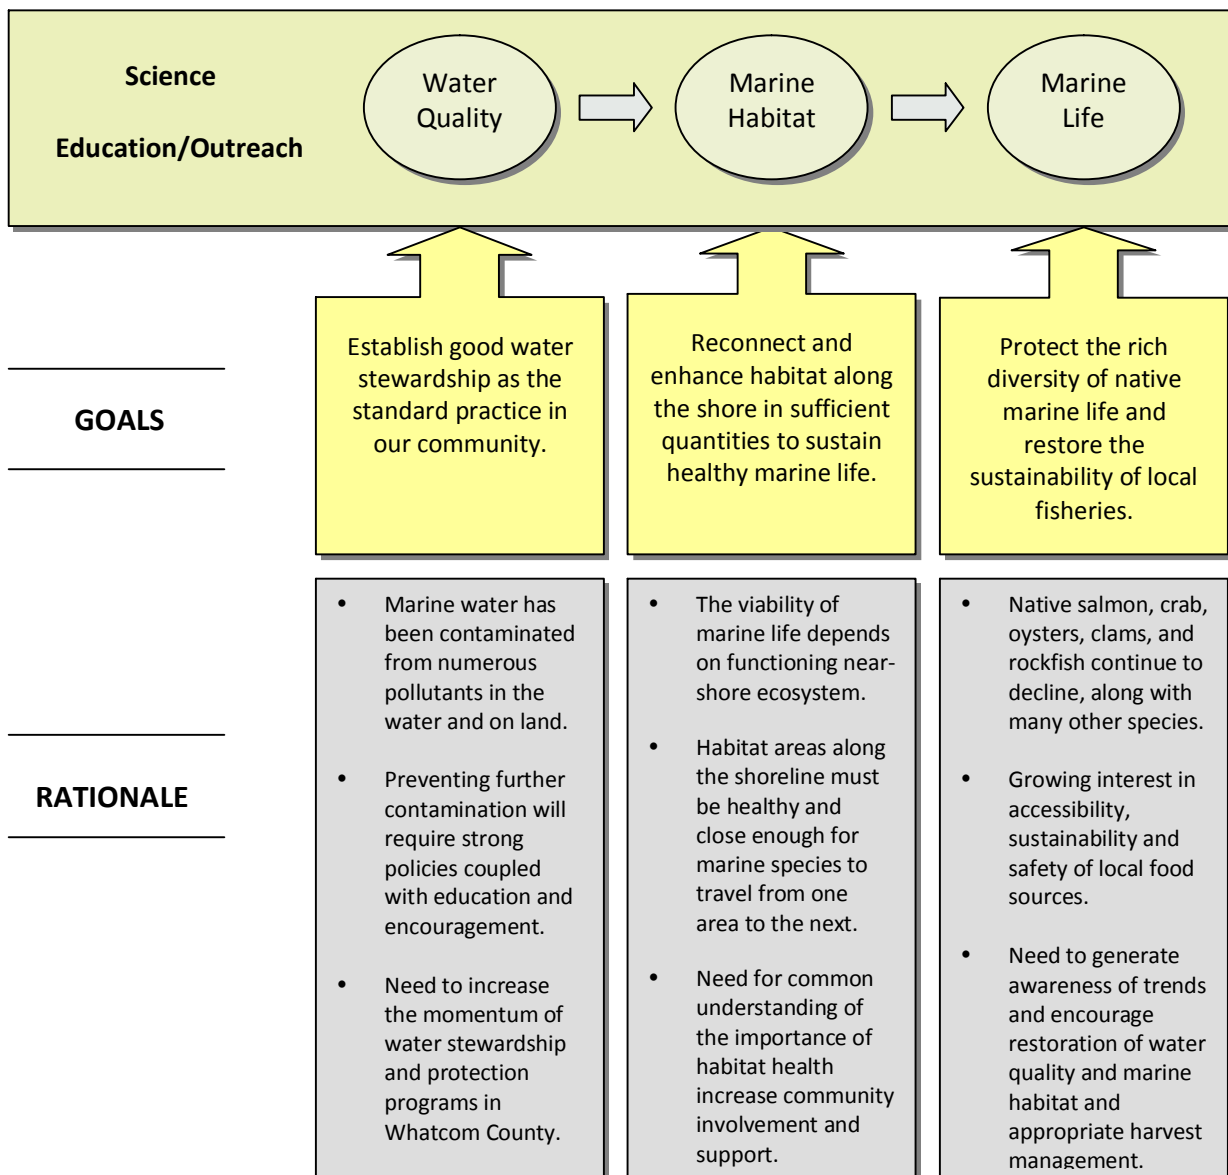 Science
Education/Outreach
Water
Quality
Marine
Habitat
Marine
Life
GOALS
Establish good water
stewardship as the
standard practice in
our community.
Reconnect and
enhance habitat along
the shore in sufficient
quantities to sustain
healthy marine life.
Protect the rich
diversity of native
marine life and
restore the
sustainability of local
fisheries.
RATIONALE
• Marine water has
been contaminated
from numerous
pollutants in the
water and on land.
• Preventing further
contamination will
require strong
policies coupled
with education and
encouragement.
• Need to increase
the momentum of
water stewardship
and protection
programs in
Whatcom County.
• The viability of
marine life depends
on functioning near-
shore ecosystem.
• Habitat areas along
the shoreline must
be healthy and
close enough for
marine species to
travel from one
area to the next.
• Need for common
understanding of
the importance of
habitat health
increase community
involvement and
support.
• Native salmon, crab,
oysters, clams, and
rockfish continue to
decline, along with
many other species.
• Growing interest in
accessibility,
sustainability and
safety of local food
sources.
• Need to generate
awareness of trends
and encourage
restoration of water
quality and marine
habitat and
appropriate harvest
management.